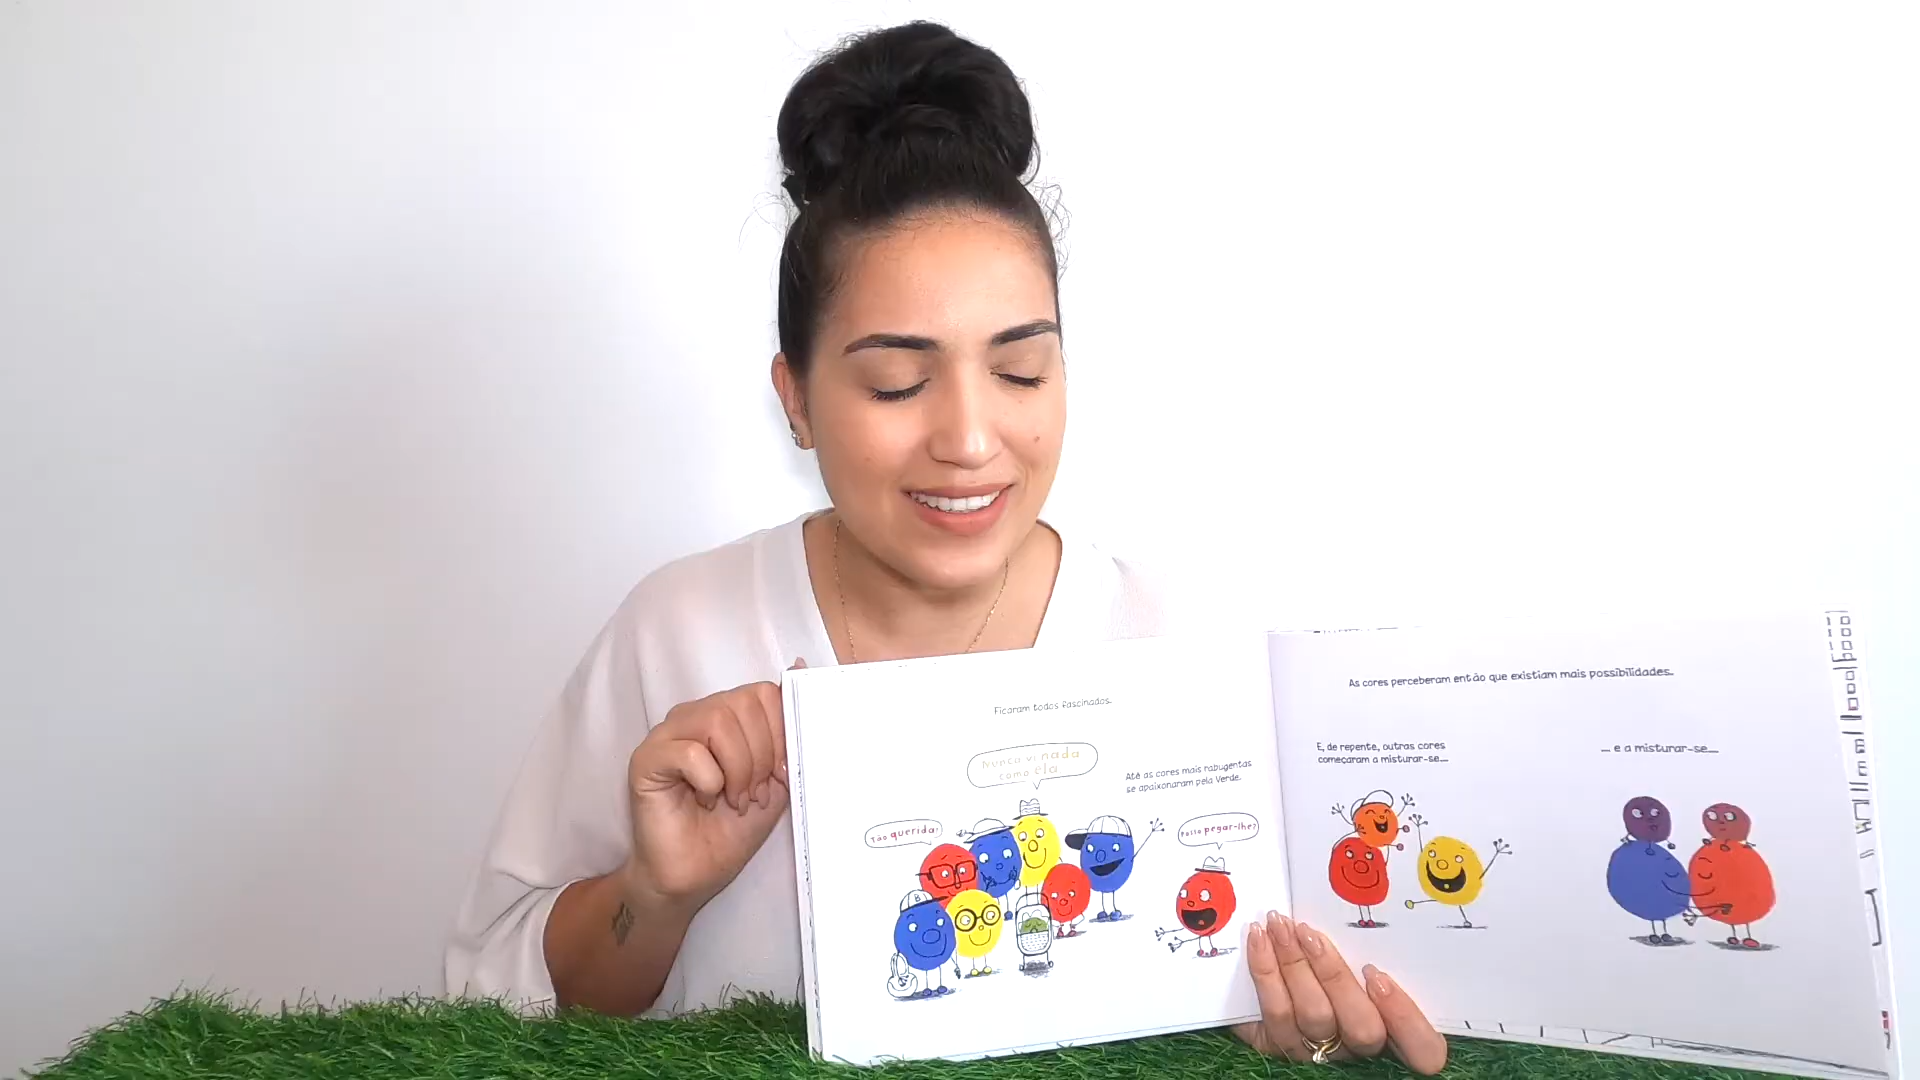 Ficaram todos fascinados.
Nunca vi nada
como ela
Até as cores mais rabugentas
se apaixonaram pela Verde.
Tão querida!
Posso pegar-lhe?
B
As cores perceberam então que existiam mais possibilidades.
E, de repente, outras cores
começaram a misturar-se...
... e a misturar-se...